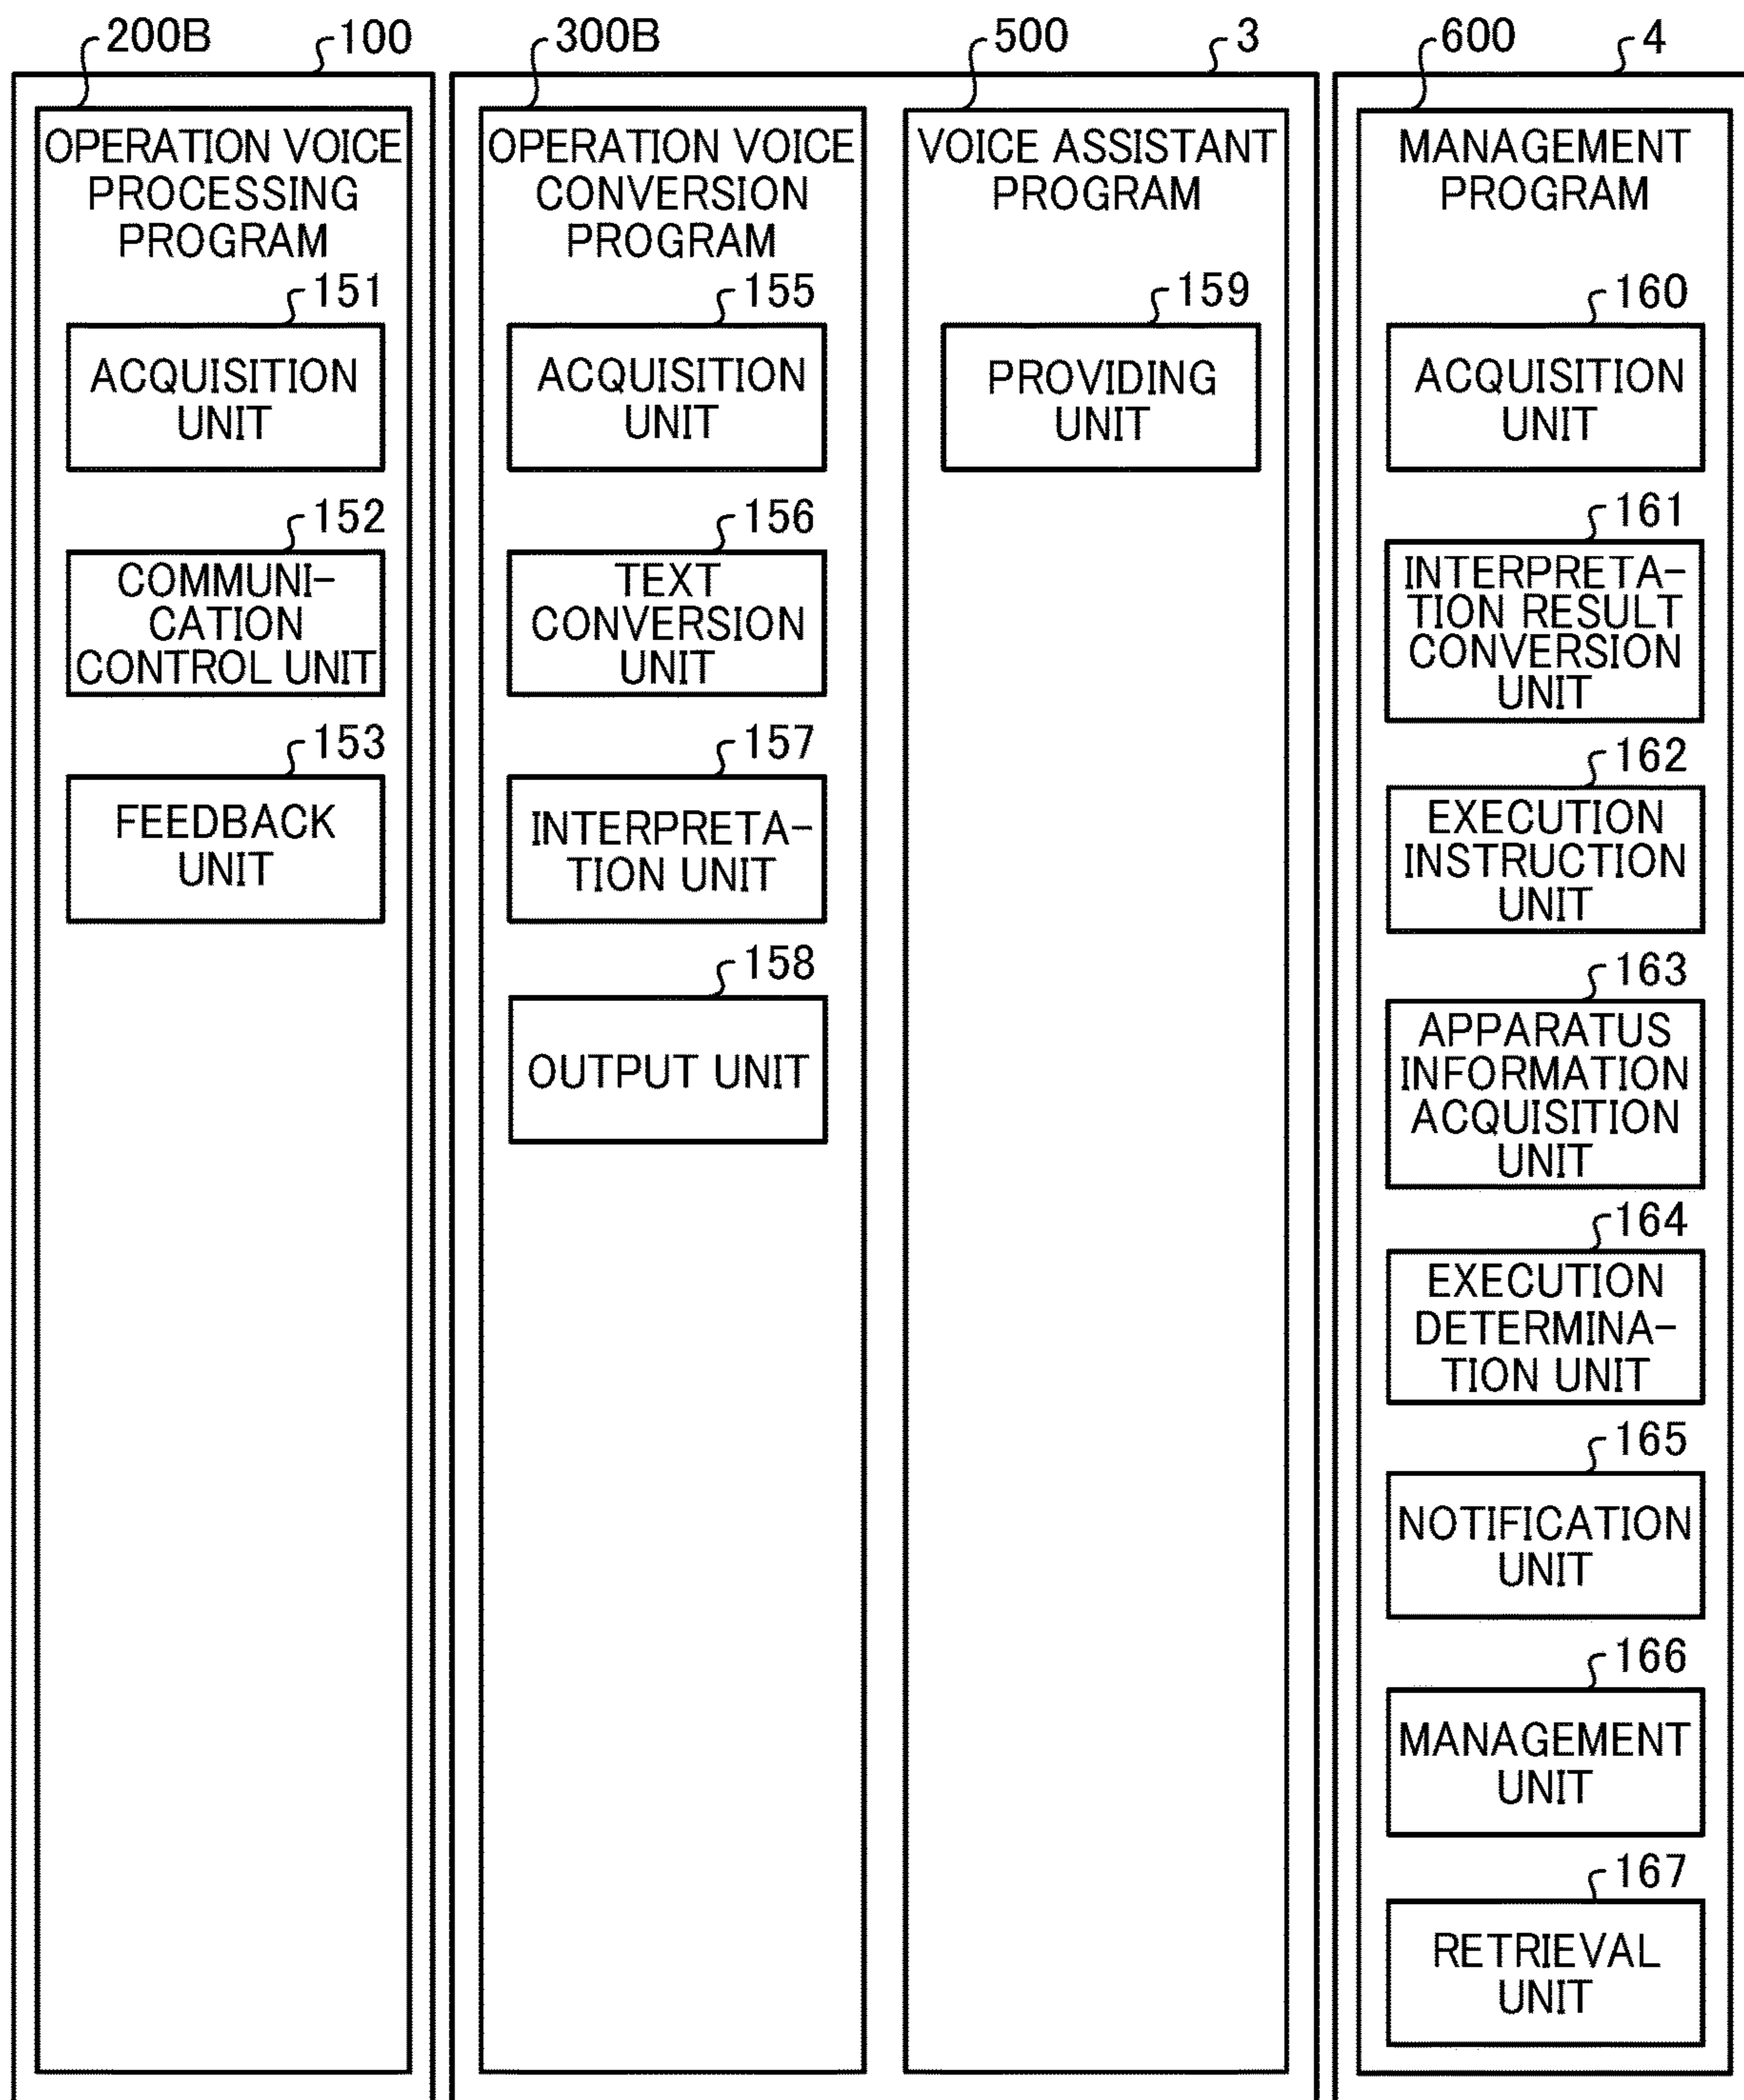 200B
100
300B
500
3
600
4
OPERATION VOICE
PROCESSING
PROGRAM
151
ACQUISITION
UNIT
152
COMMUNI-
CATION
CONTROL UNIT
153
FEEDBACK
UNIT
OPERATION VOICE
CONVERSION
PROGRAM
155
ACQUISITION
UNIT
156
TEXT
CONVERSION
UNIT
157
INTERPRETA-
TION UNIT
158
OUTPUT UNIT
VOICE ASSISTANT
PROGRAM
159
PROVIDING
UNIT
MANAGEMENT
PROGRAM
160
ACQUISITION
UNIT
161
INTERPRETA-
TION RESULT
CONVERSION
UNIT
162
EXECUTION
INSTRUCTION
UNIT
163
APPARATUS
INFORMATION
ACQUISITION
UNIT
164
EXECUTION
DETERMINA-
TION UNIT
165
NOTIFICATION
UNIT
166
MANAGEMENT
UNIT
167
RETRIEVAL
UNIT